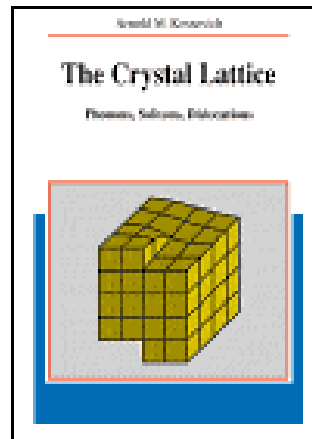 Arnold M. Kosevich
The Crystal Lattice
Phonons, Solitons, Dislocations